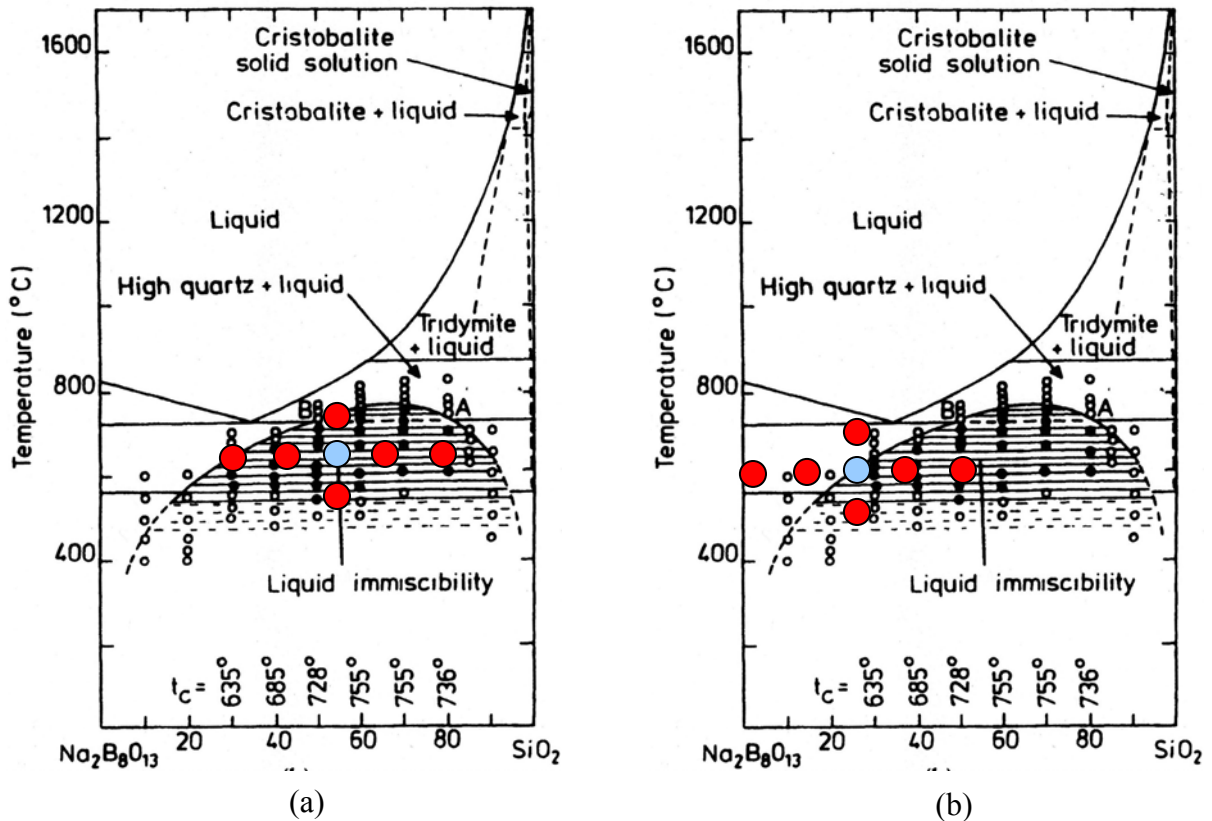 1600
Cristobalite
solid solution
Cristobalite + liquid
1200
Liquid
High quartz + liquid
Tridymite
+ liquid
800
B
A
400
Liquid immiscibility
Temperature (°C)
t_C = 635° 685° 728° 755° 755° 736°
Na₂B₈O₁₃ 20 40 60 80 SiO₂
(a)
1600
Cristobalite
solid solution
Cristobalite + liquid
1200
Liquid
High quartz + liquid
Tridymite
+ liquid
800
B
A
400
Liquid immiscibility
Temperature (°C)
t_C = 635° 685° 728° 755° 755° 736°
Na₂B₈O₁₃ 20 40 60 80 SiO₂
(b)